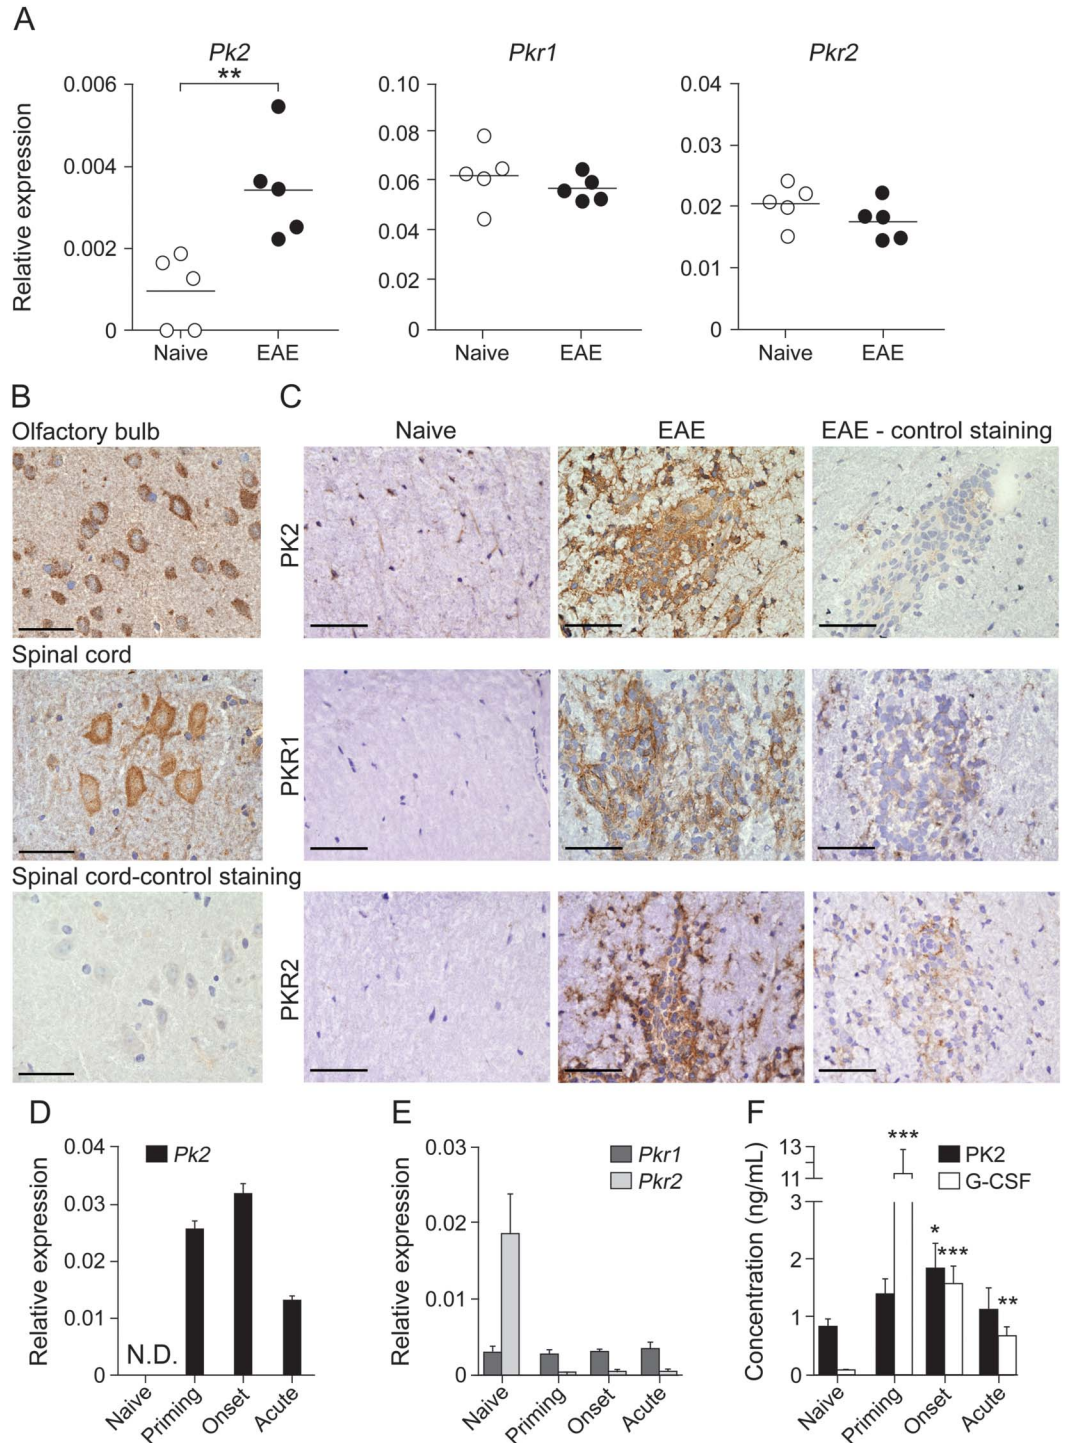 A
Pk2
Pkr1
Pkr2
**
Relative expression
0.006
0.004
0.002
0
Naive
EAE
0.10
0.08
0.06
0.04
0.02
0
Naive
EAE
0.04
0.03
0.02
0.01
0
Naive
EAE
B
C
Olfactory bulb
Naive
EAE
EAE - control staining
PK2
Spinal cord
PKR1
Spinal cord-control staining
PKR2
D
Relative expression
0.04
0.03
0.02
0.01
0
Pk2
N.D.
Naive
Priming
Onset
Acute
E
Relative expression
0.03
0.02
0.01
0
Pkr1
Pkr2
Naive
Priming
Onset
Acute
F
Concentration (ng/mL)
13
11
3
2
1
0
***
PK2
G-CSF
*
***
**
Naive
Priming
Onset
Acute